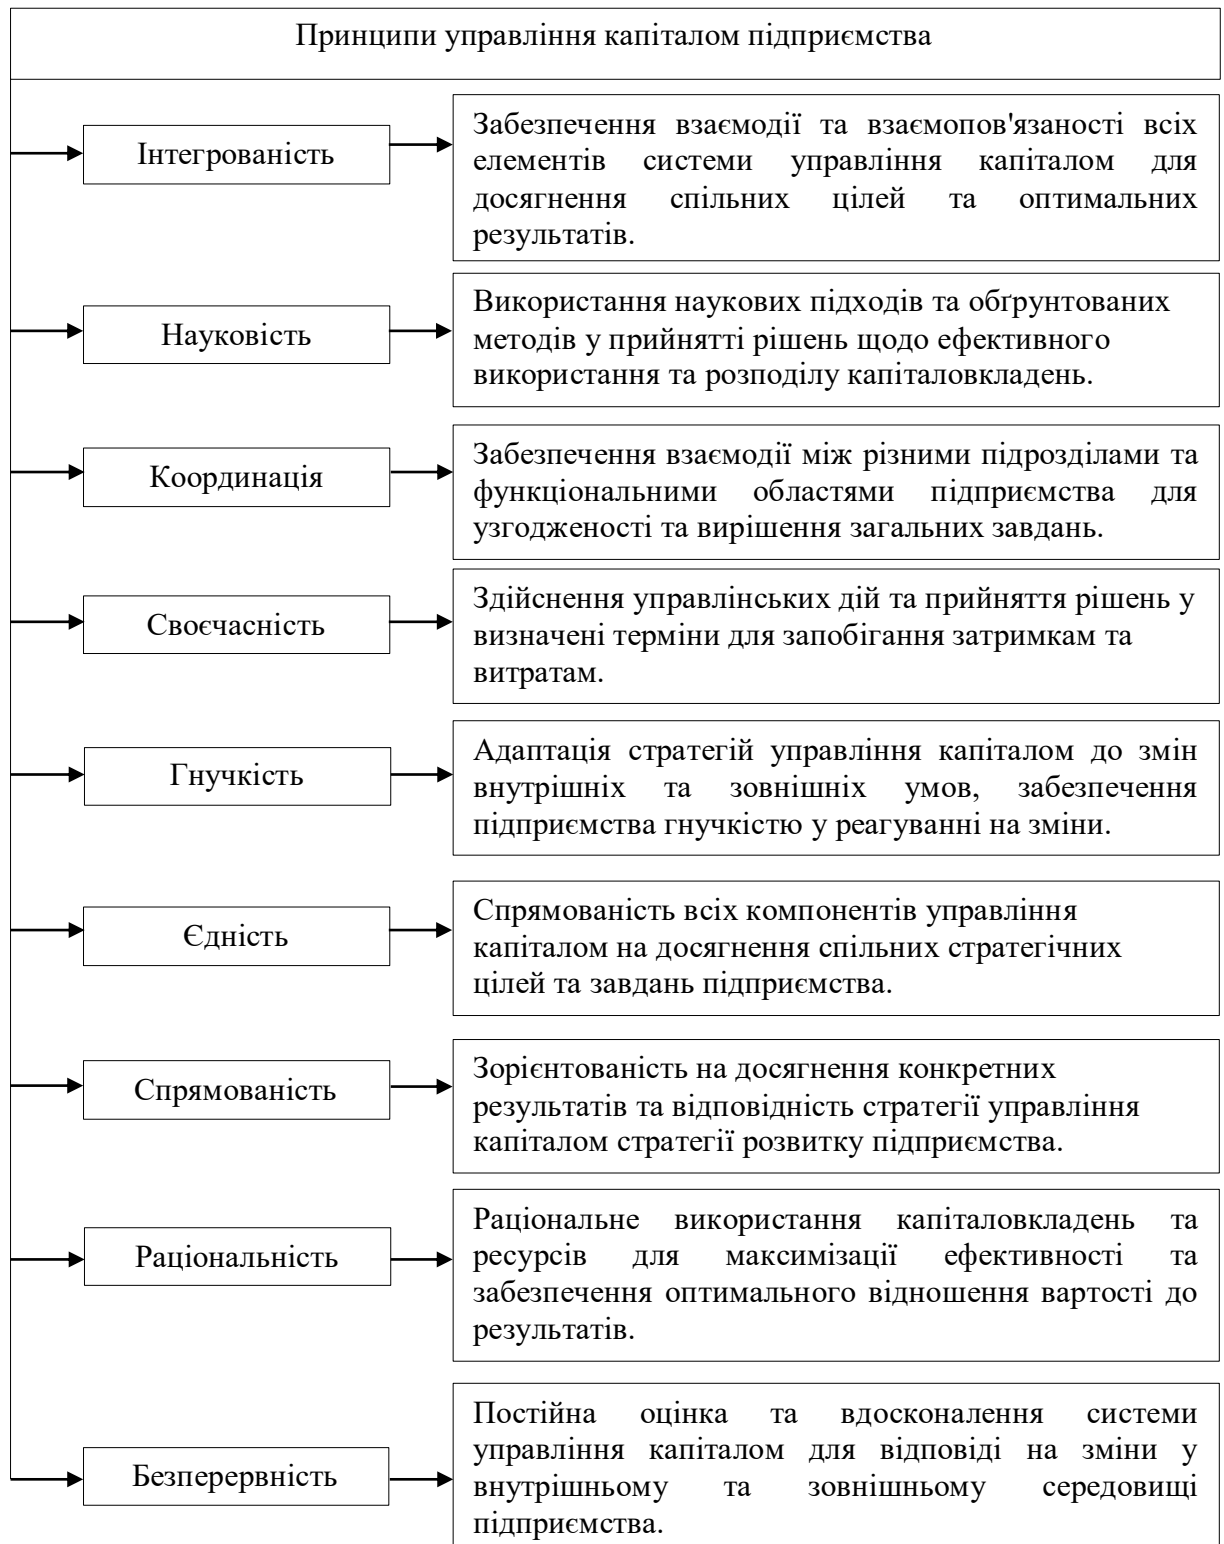 Принципи управління капіталом підприємства
Інтегрованість
Забезпечення взаємодії та взаємопов'язаності всіх
елементів системи управління капіталом для
досягнення спільних цілей та оптимальних
результатів.
Науковість
Використання наукових підходів та обґрунтованих
методів у прийнятті рішень щодо ефективного
використання та розподілу капіталовкладень.
Координація
Забезпечення взаємодії між різними підрозділами та
функціональними областями підприємства для
узгодженості та вирішення загальних завдань.
Своєчасність
Здійснення управлінських дій та прийняття рішень у
визначені терміни для запобігання затримкам та
витратам.
Гнучкість
Адаптація стратегій управління капіталом до змін
внутрішніх та зовнішніх умов, забезпечення
підприємства гнучкістю у реагуванні на зміни.
Єдність
Спрямованість всіх компонентів управління
капіталом на досягнення спільних стратегічних
цілей та завдань підприємства.
Спрямованість
Зорієнтованість на досягнення конкретних
результатів та відповідність стратегії управління
капіталом стратегії розвитку підприємства.
Раціональність
Раціональне використання капіталовкладень та
ресурсів для максимізації ефективності та
забезпечення оптимального відношення вартості до
результатів.
Безперервність
Постійна оцінка та вдосконалення системи
управління капіталом для відповіді на зміни у
внутрішньому та зовнішньому середовищі
підприємства.